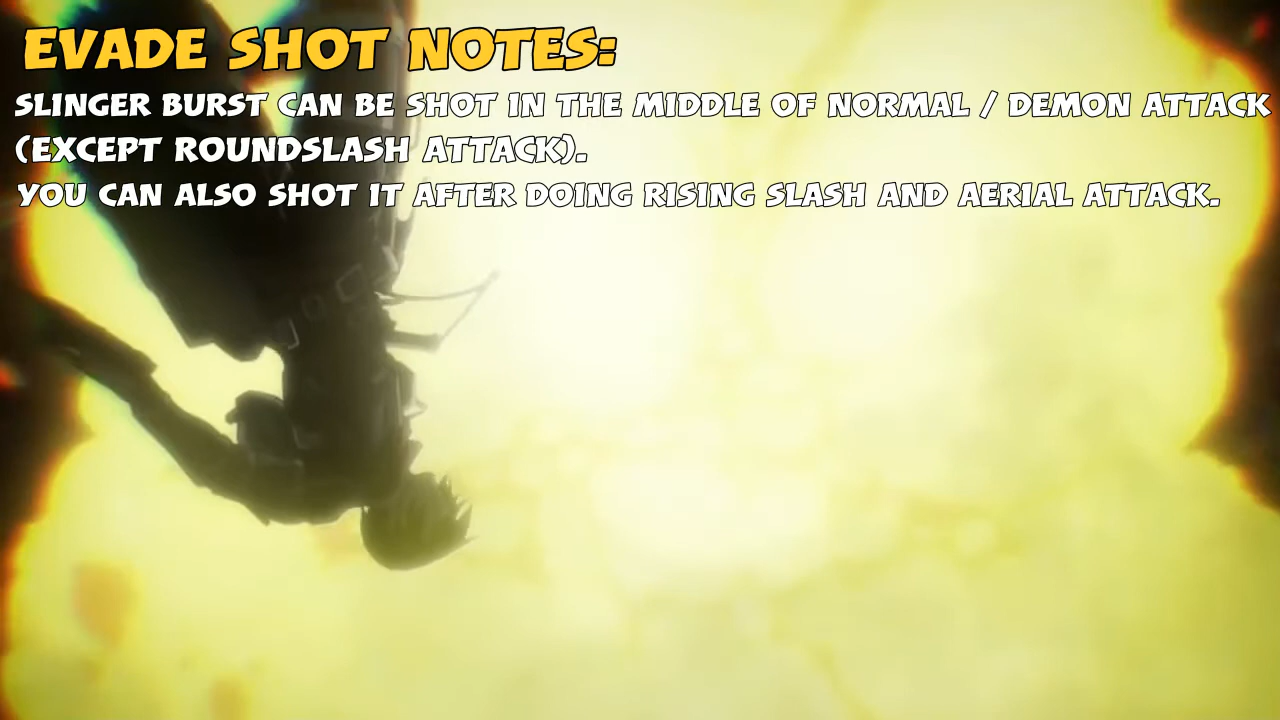 EVADE SHOT NOTES:
SLINGER BURST CAN BE SHOT IN THE MIDDLE OF NORMAL / DEMON ATTACK
(EXCEPT ROUNDSLASH ATTACK).
YOU CAN ALSO SHOT IT AFTER DOING RISING SLASH AND AERIAL ATTACK.